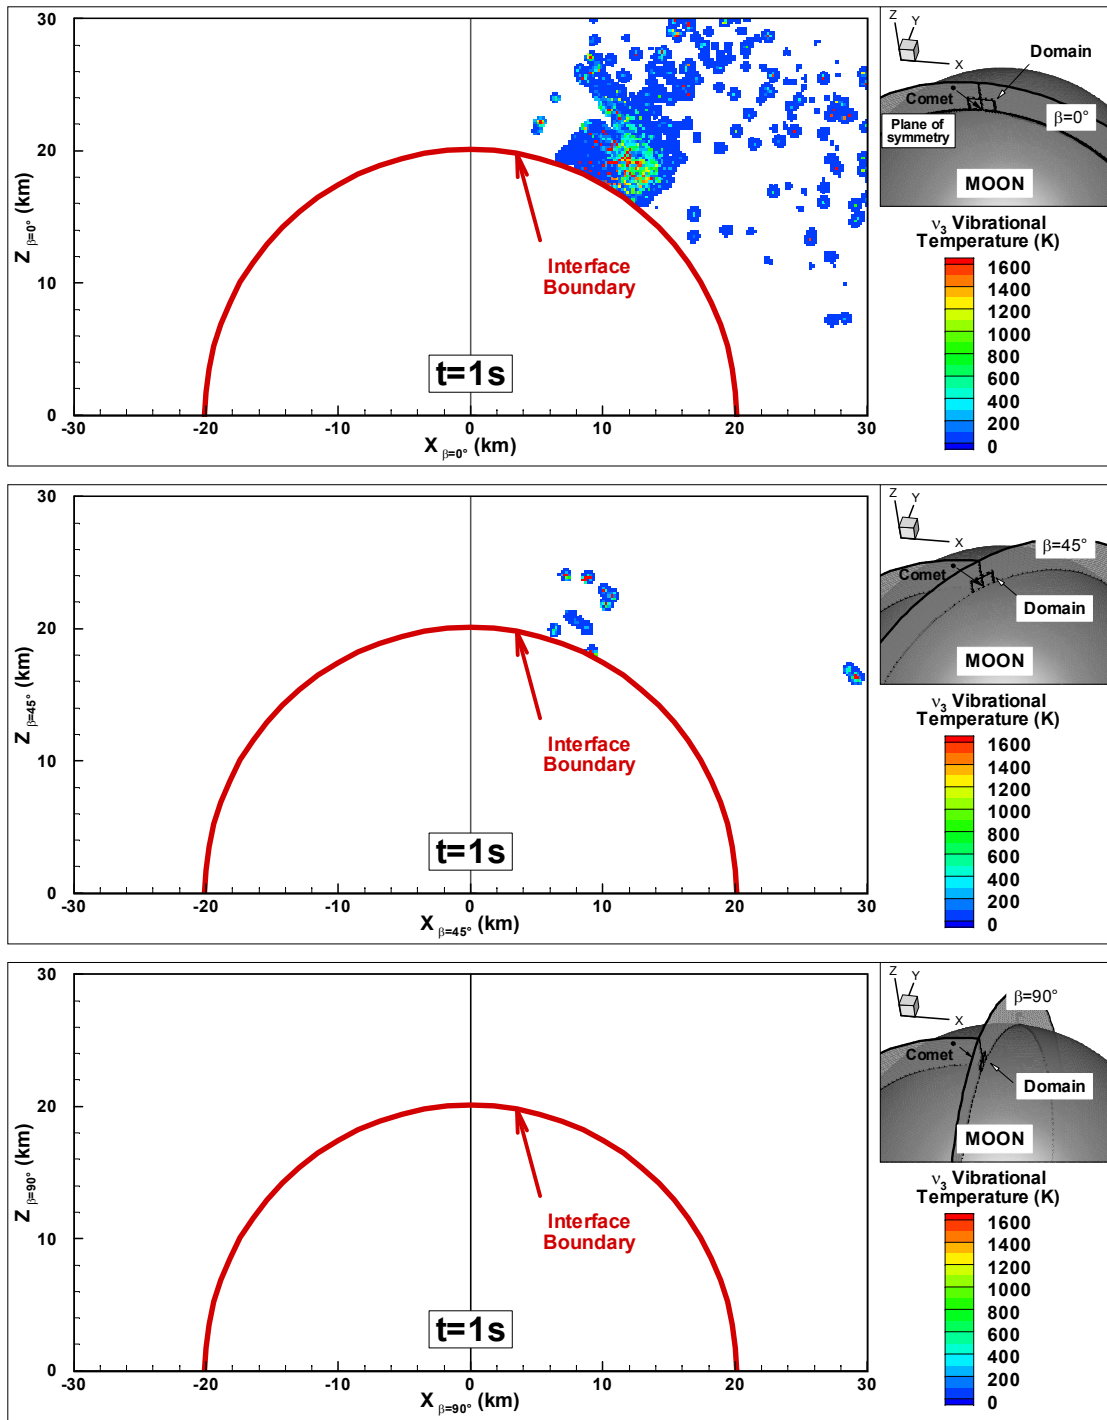 30
20
10
0
-30
-20
-10
0
10
20
30
Z β=0° (km)
X β=0° (km)
Interface
Boundary
t=1s
Z
Y
X
Domain
Comet
β=0°
Plane of
symmetry
MOON
ν3 Vibrational
Temperature (K)
1600
1400
1200
1000
800
600
400
200
0
30
20
10
0
-30
-20
-10
0
10
20
30
Z β=45° (km)
X β=45° (km)
Interface
Boundary
t=1s
Z
Y
X
β=45°
Comet
Domain
MOON
ν3 Vibrational
Temperature (K)
1600
1400
1200
1000
800
600
400
200
0
30
20
10
0
-30
-20
-10
0
10
20
30
Z β=90° (km)
X β=90° (km)
Interface
Boundary
t=1s
Z
Y
X
β=90°
Comet
Domain
MOON
ν3 Vibrational
Temperature (K)
1600
1400
1200
1000
800
600
400
200
0